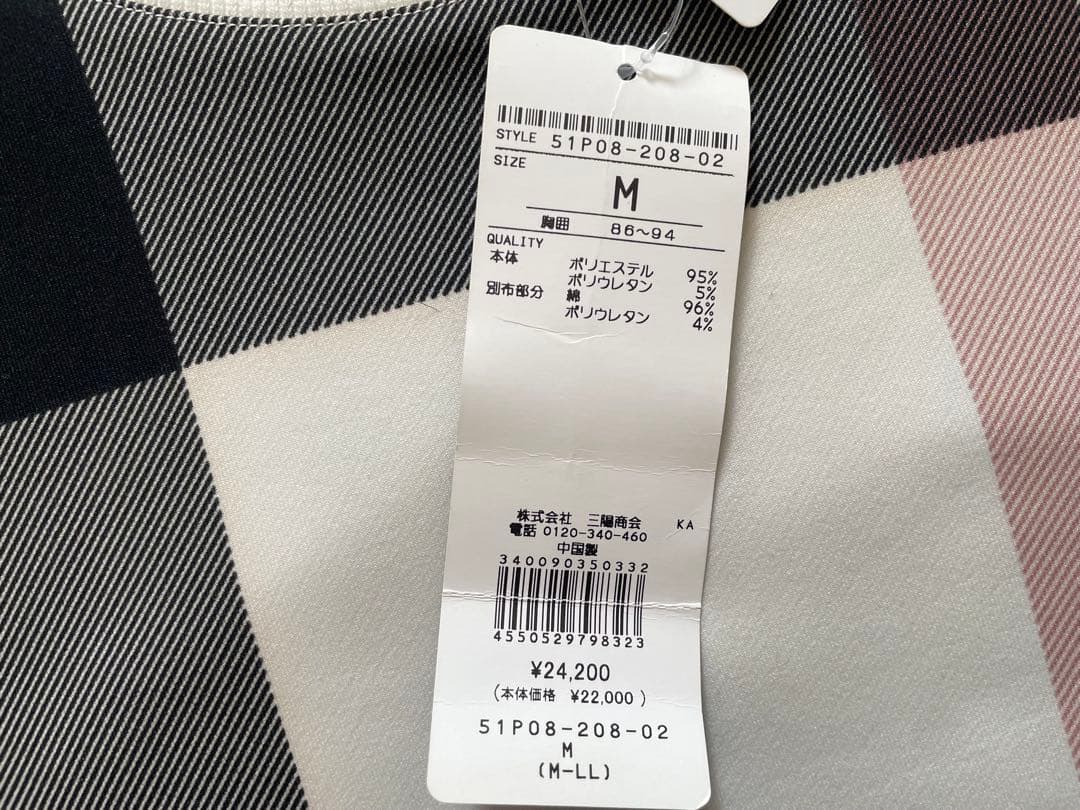 STYLE 51P08-208-02
SIZE
M
胸囲 86~94
QUALITY
本体 ポリエステル 95%
ポリウレタン 5%
別布部分 綿 96%
ポリウレタン 4%
株式会社 三陽商会 KA
電話 0120-340-460
中国製
340090350332
4550529798323
¥24,200
(本体価格 ¥22,000)
51P08-208-02
M
(M-LL)